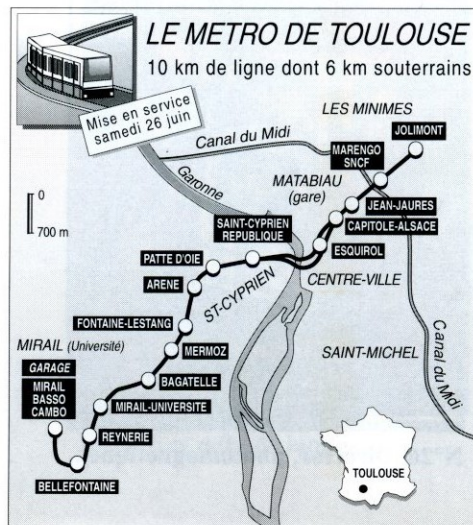 LE METRO DE TOULOUSE
10 km de ligne dont 6 km souterrains
Mise en service
samedi 26 juin
LES MINIMES
Canal du Midi
JOLIMONT
MARENGO
SNCF
Garonne
MATABIAU
(gare)
0
700 m
JEAN-JAURES
SAINT-CYPRIEN
REPUBLIQUE
CAPITOLE-ALSACE
ESQUIROL
PATTE D'OIE
CENTRE-VILLE
ARENE
ST-CYPRIEN
FONTAINE-LESTANG
MIRAIL (Université)
MERMOZ
SAINT-MICHEL
Canal du Midi
GARAGE
MIRAIL
BASSO
CAMBO
BAGATELLE
MIRAIL-UNIVERSITE
REYNERIE
BELLEFONTAINE
TOULOUSE